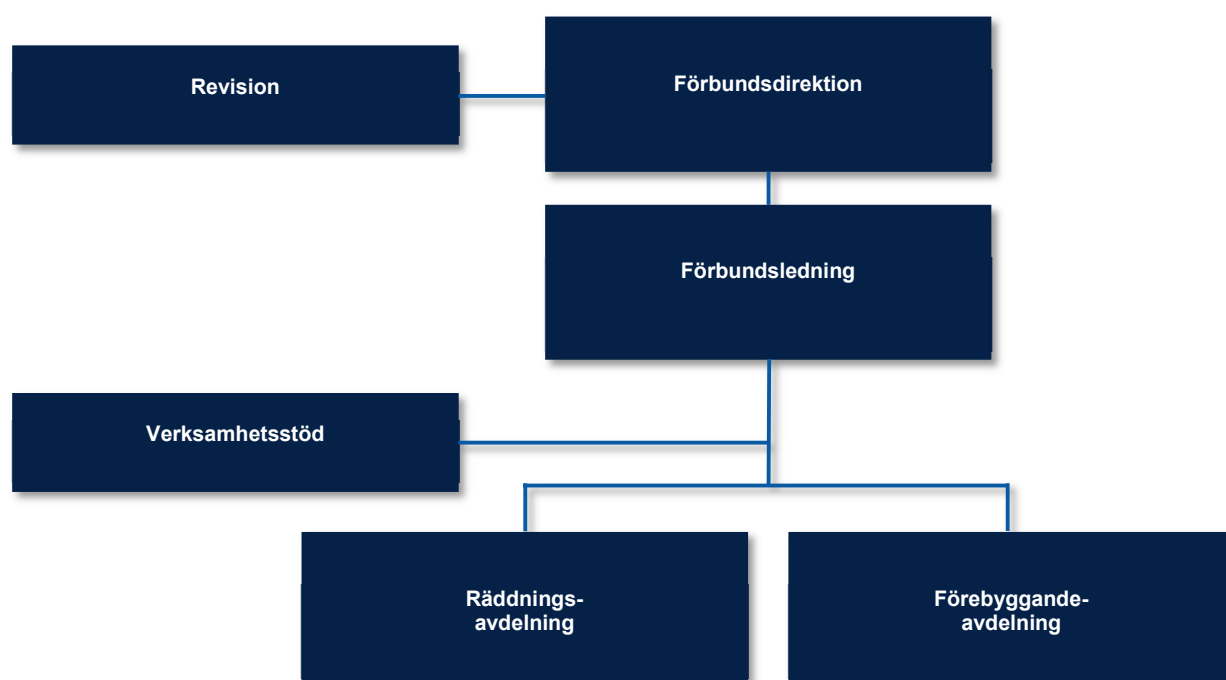 Revision
Förbundsdirektion
Förbundsledning
Verksamhetsstöd
Räddnings-
avdelning
Förebyggande-
avdelning